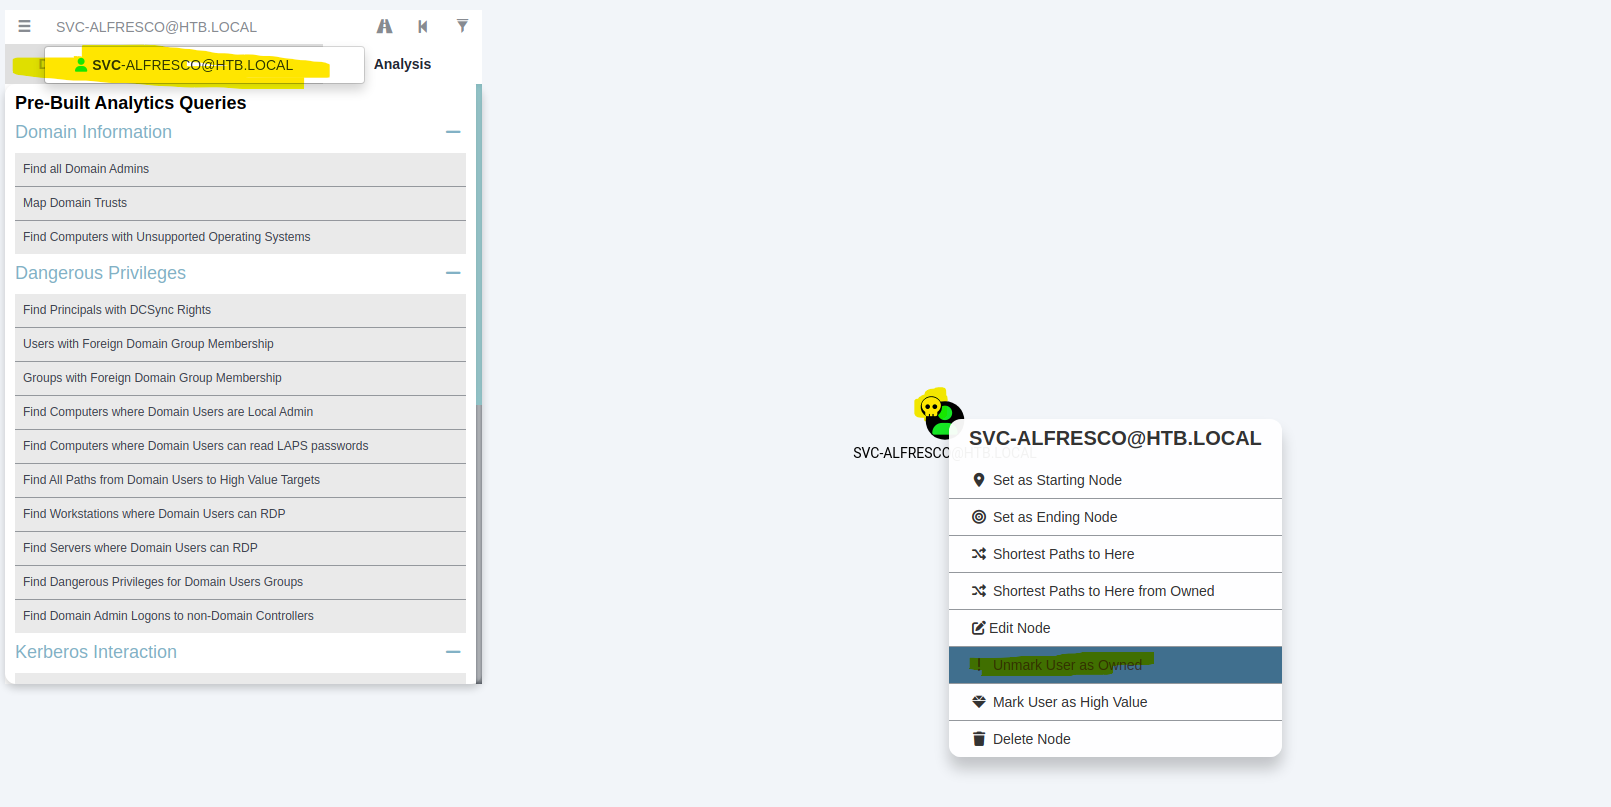 SVC-ALFRESCO@HTB.LOCAL
SVC-ALFRESCO@HTB.LOCAL
Analysis
Pre-Built Analytics Queries
Domain Information
Find all Domain Admins
Map Domain Trusts
Find Computers with Unsupported Operating Systems
Dangerous Privileges
Find Principals with DCSync Rights
Users with Foreign Domain Group Membership
Groups with Foreign Domain Group Membership
Find Computers where Domain Users are Local Admin
Find Computers where Domain Users can read LAPS passwords
Find All Paths from Domain Users to High Value Targets
Find Workstations where Domain Users can RDP
Find Servers where Domain Users can RDP
Find Dangerous Privileges for Domain Users Groups
Find Domain Admin Logons to non-Domain Controllers
Kerberos Interaction
SVC-ALFRESCO@HTB.LOCAL
SVC-ALFRESCO@HTB.LOCAL
Set as Starting Node
Set as Ending Node
Shortest Paths to Here
Shortest Paths to Here from Owned
Edit Node
Unmark User as Owned
Mark User as High Value
Delete Node